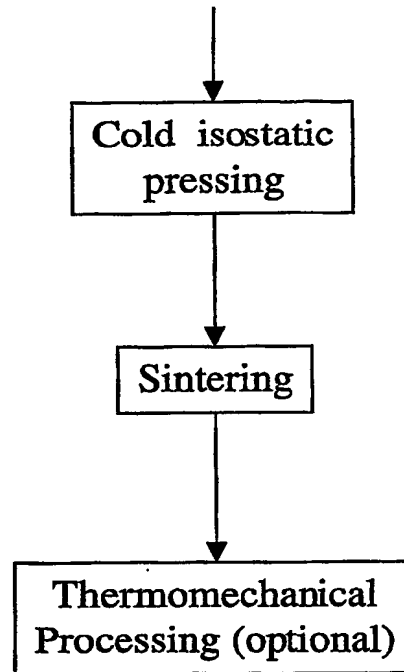 Cold isostatic
pressing
Sintering
Thermomechanical
Processing (optional)